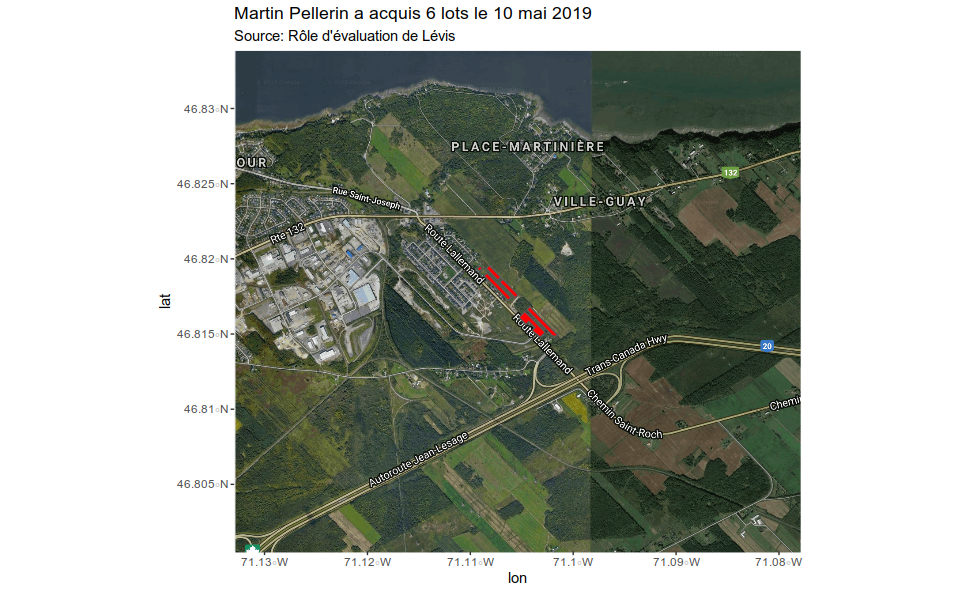 Martin Pellerin a acquis 6 lots le 10 mai 2019
Source: Rôle d'évaluation de Lévis
46.83°N
PLACE-MARTINIÈRE
OUR
132
46.825°N
Rue Saint-Joseph
VILLE-GUAY
Rte 132
Route Lallemand
46.82°N
lat
46.815°N
Route Lallemand
Trans-Canada Hwy
20
46.81°N
Chemin Saint-Roch
Chemin
Autoroute Jean-Lesage
46.805°N
71.13°W
71.12°W
71.11°W
71.1°W
71.09°W
71.08°W
lon